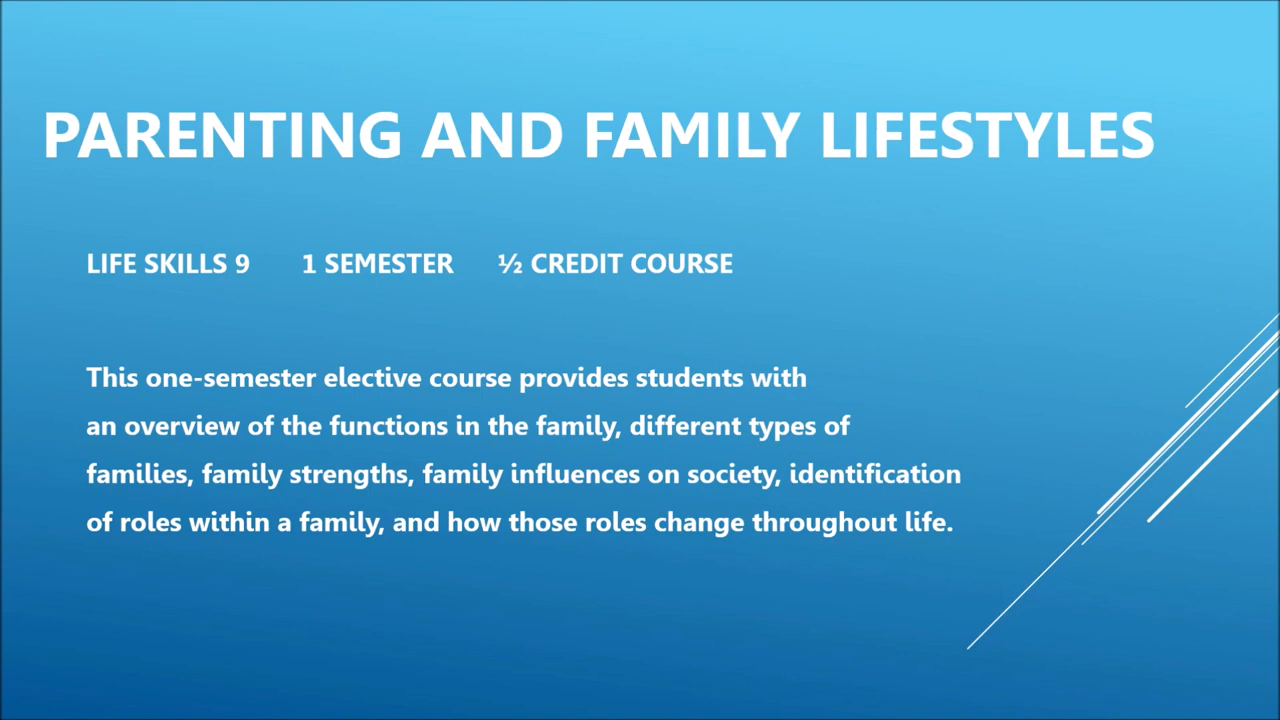 PARENTING AND FAMILY LIFESTYLES
LIFE SKILLS 9 1 SEMESTER ½ CREDIT COURSE
This one-semester elective course provides students with
an overview of the functions in the family, different types of
families, family strengths, family influences on society, identification
of roles within a family, and how those roles change throughout life.